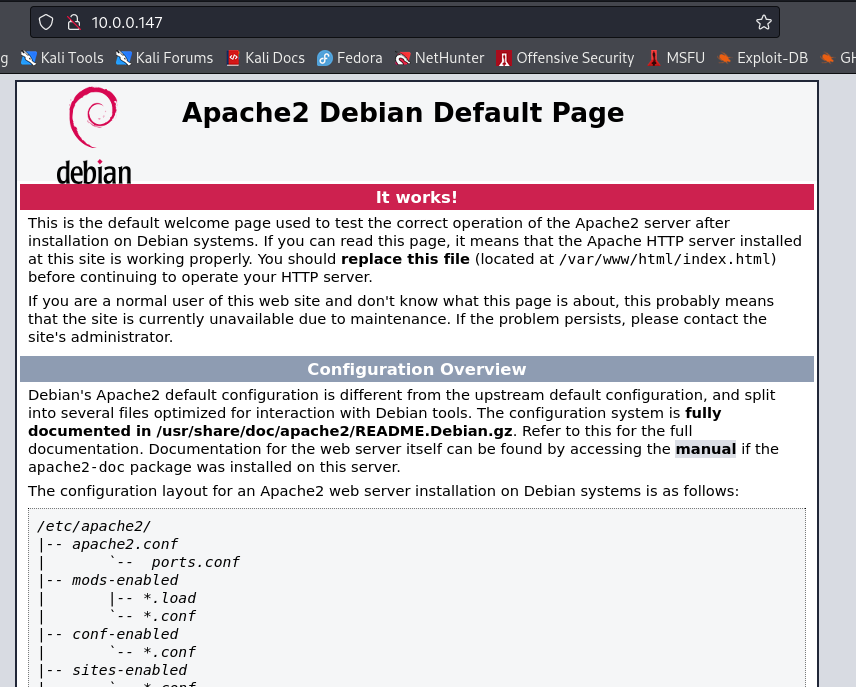 10.0.0.147
g Kali Tools Kali Forums Kali Docs Fedora NetHunter Offensive Security MSFU Exploit-DB GH
debian
Apache2 Debian Default Page
It works!
This is the default welcome page used to test the correct operation of the Apache2 server after
installation on Debian systems. If you can read this page, it means that the Apache HTTP server installed
at this site is working properly. You should replace this file (located at /var/www/html/index.html)
before continuing to operate your HTTP server.
If you are a normal user of this web site and don't know what this page is about, this probably means
that the site is currently unavailable due to maintenance. If the problem persists, please contact the
site's administrator.
Configuration Overview
Debian's Apache2 default configuration is different from the upstream default configuration, and split
into several files optimized for interaction with Debian tools. The configuration system is fully
documented in /usr/share/doc/apache2/README.Debian.gz. Refer to this for the full
documentation. Documentation for the web server itself can be found by accessing the manual if the
apache2-doc package was installed on this server.
The configuration layout for an Apache2 web server installation on Debian systems is as follows:
/etc/apache2/
|-- apache2.conf
|       `--  ports.conf
|-- mods-enabled
|       |-- *.load
|       `-- *.conf
|-- conf-enabled
|       `-- *.conf
|-- sites-enabled
|       `-- *.conf